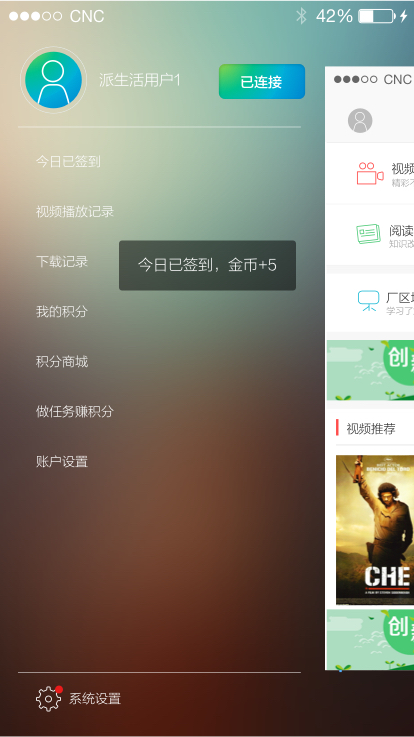 CNC
42%
派生活用户1
已连接
今日已签到
视频播放记录
下载记录
今日已签到，金币+5
我的积分
积分商城
做任务赚积分
账户设置
系统设置
CNC
视频
阅读
知识改
厂区
学习了
创
视频推荐
CHE
创